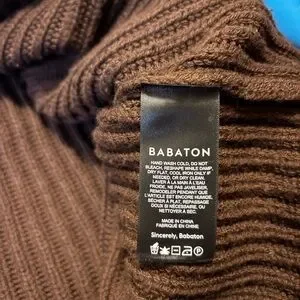 BABATON
HAND WASH COLD, DO NOT
BLEACH, RESHAPE WHILE DAMP,
DRY FLAT, COOL IRON ONLY IF
NEEDED, OR DRY CLEAN.
LAVER À LA MAIN À L'EAU
FROIDE, NE PAS JAVELISER,
REMODELER PENDANT QUE
L'ARTICLE EST ENCORE HUMIDE,
SÉCHER À PLAT, REPASSAGE
DOUX SI NÉCESSAIRE, OU
NETTOYER À SEC.
MADE IN CHINA
FABRIQUÉ EN CHINE
Sincerely, Babaton